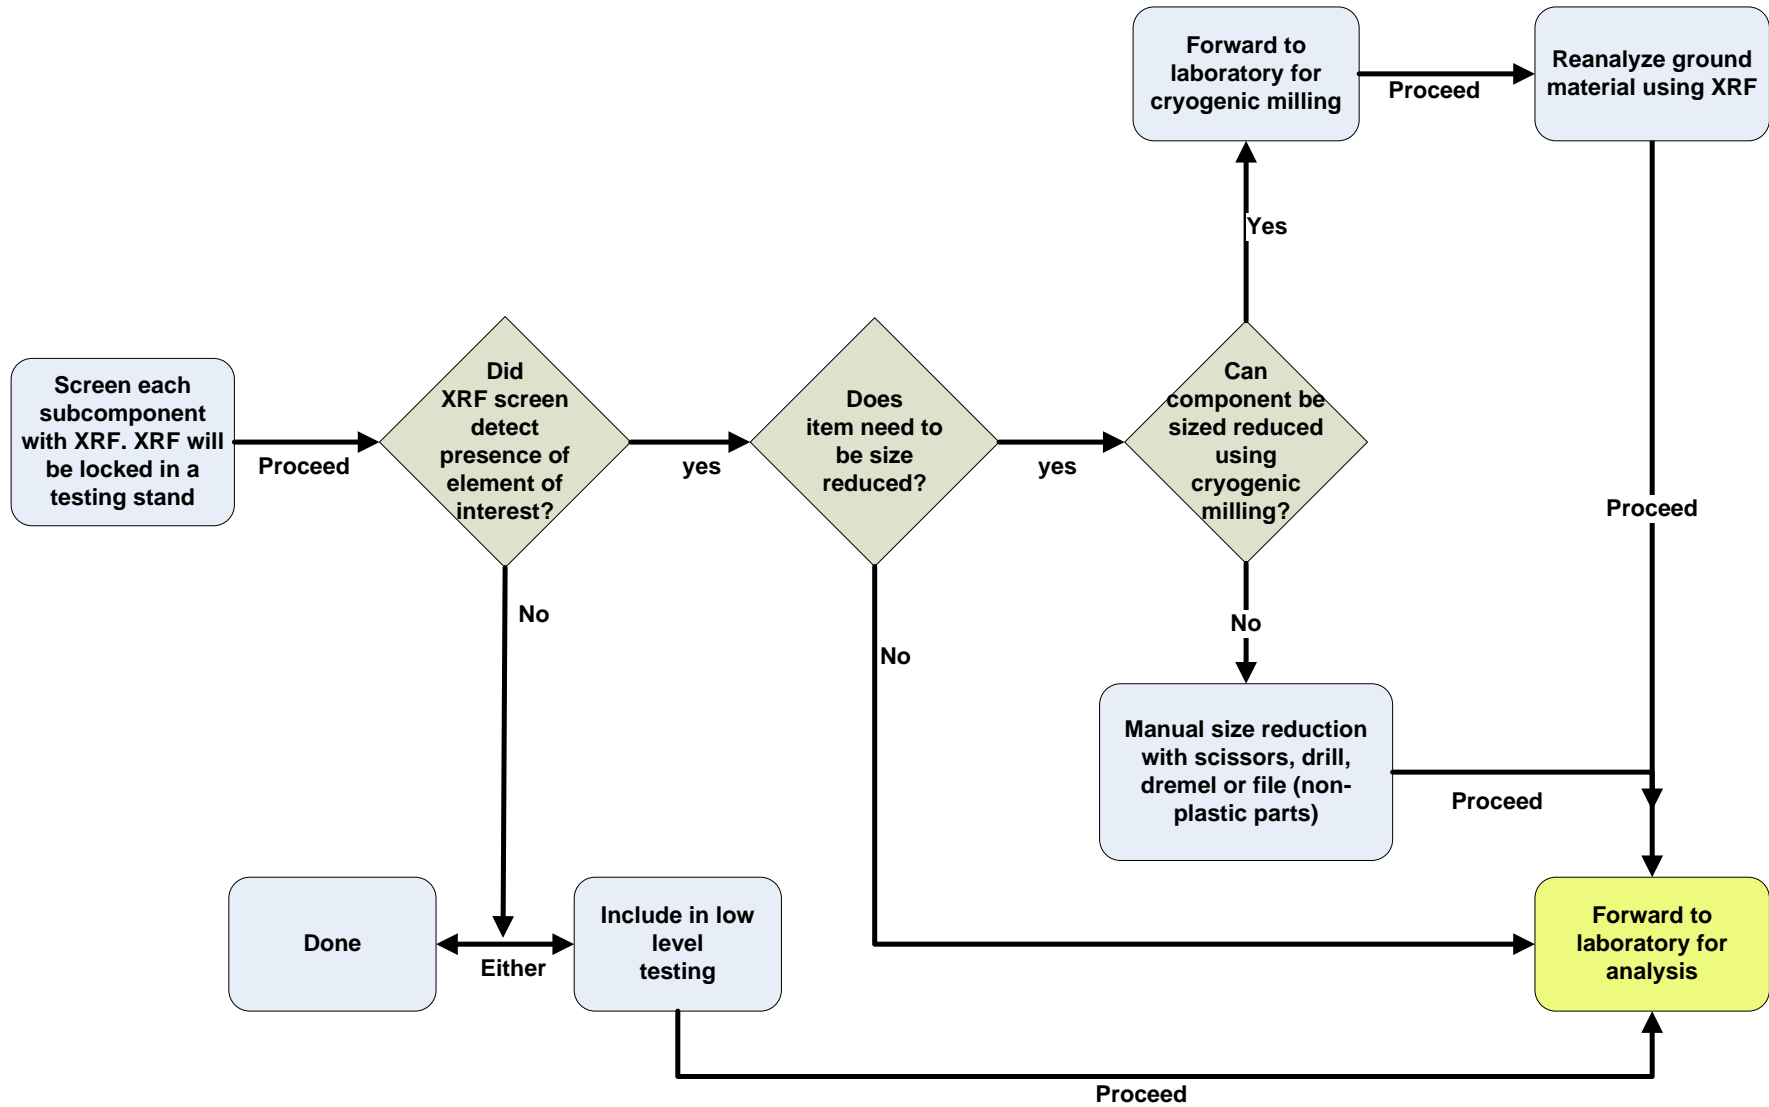 Forward to
laboratory for
cryogenic milling
Proceed
Reanalyze ground
material using XRF
Yes
Proceed
Screen each
subcomponent
with XRF. XRF will
be locked in a
testing stand
Proceed
Did
XRF screen
detect
presence of
element of
interest?
yes
Does
item need to
be size
reduced?
yes
Can
component be
sized reduced
using
cryogenic
milling?
No
No
No
Manual size reduction
with scissors, drill,
dremel or file (non-
plastic parts)
Proceed
Done
Either
Include in low
level
testing
Forward to
laboratory for
analysis
Proceed